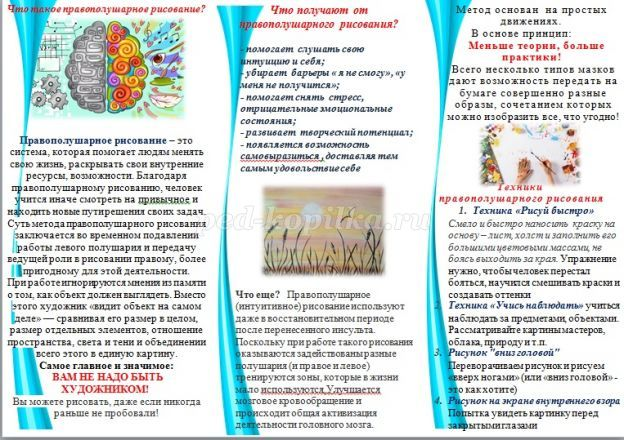 Что такое правополушарное рисование?
Правополушарное рисование – это
система, которая помогает людям менять
свою жизнь, раскрывать свои внутренние
ресурсы, возможности. Благодаря
правополушарному рисованию, человек
учится иначе смотреть на привычное и
находить новые пути решения своих задач.
Суть метода правополушарного рисования
заключается во временном подавлении
работы левого полушария и передачу
ведущей роли в рисовании правому, более
пригодному для этой деятельности.
При работе игнорируются мнения из памяти
о том, как объект должен выглядеть. Вместо
этого художник «видит объект на самом
деле» — сравнивая его размер в целом,
размер отдельных элементов, отношение
пространства, света и тени и объединении
всего этого в единую картину.
Самое главное и значимое:
ВАМ НЕ НАДО БЫТЬ
ХУДОЖНИКОМ!
Вы можете рисовать, даже если никогда
раньше не пробовали!
Что получают от
правополушарного рисования?
- помогает слушать свою
интуицию и себя;
- убирает барьеры « я не смогу», «у
меня не получится»;
- помогает снять стресс,
отрицательные эмоциональные
состояния;
- развивает творческий потенциал;
- появляется возможность
самовыразиться , доставляя тем
самым удовольствие себе
ped-kopilka.ru
Что еще? Правополушарное
(интуитивное) рисование используют
даже в восстановительном периоде
после перенесенного инсульта.
Поскольку при работе такого рисования
оказываются задействованы разные
полушария (и правое и левое)
тренируются зоны, которые в жизни
мало используются. Улучшается
мозговое кровообращение и
происходит общая активизация
деятельности головного мозга.
Метод основан на простых
движениях.
В основе принцип:
Меньше теории, больше
практики!
Всего несколько типов мазков
дают возможность передать на
бумаге совершенно разные
образы, сочетанием которых
можно изобразить все, что угодно!
Техники
правополушарного рисования
1. Техника «Рисуй быстро»
Смело и быстро наносить краску на
основу – лист, холст и заполнить его
большими цветовыми массами, не
боясь выходить за края. Упражнение
нужно, чтобы человек перестал
бояться, научился смешивать краски и
создавать оттенки
2. Техника «Учись наблюдать» учиться
наблюдать за предметами, объектами.
Рассматривайте картины мастеров,
облака, природу и т.п.
3. Рисунок "вниз головой"
Переворачиваем рисунок и рисуем
«вверх ногами» (или «вниз головой» -
это как хотите)
4. Рисунок на экране внутреннего взора
Попытка увидеть картинку перед
закрытыми глазами